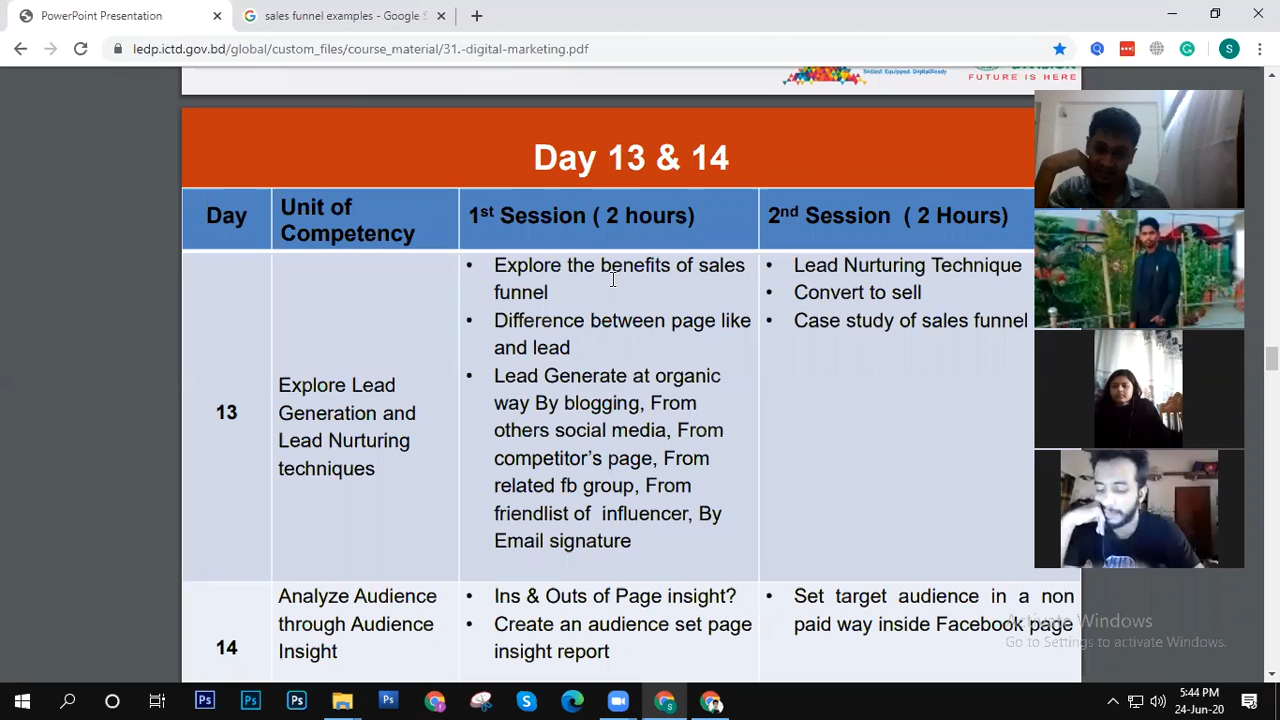 PowerPoint Presentation
sales funnel examples - Google S
ledp.ictd.gov.bd/global/custom_files/course_material/31.-digital-marketing.pdf
S
Skilled Equipped DigitalReady
FUTURE IS HERE
Day 13 & 14
Day
Unit of
Competency
1st Session ( 2 hours)
2nd Session ( 2 Hours)
13
Explore Lead
Generation and
Lead Nurturing
techniques
• Explore the benefits of sales
funnel
• Difference between page like
and lead
• Lead Generate at organic
way By blogging, From
others social media, From
competitor's page, From
related fb group, From
friendlist of influencer, By
Email signature
• Lead Nurturing Technique
• Convert to sell
• Case study of sales funnel
14
Analyze Audience
through Audience
Insight
• Ins & Outs of Page insight?
• Create an audience set page
insight report
• Set target audience in a non
paid way inside Facebook page
Activate Windows
Go to Settings to activate Windows.
5:44 PM
24-Jun-20